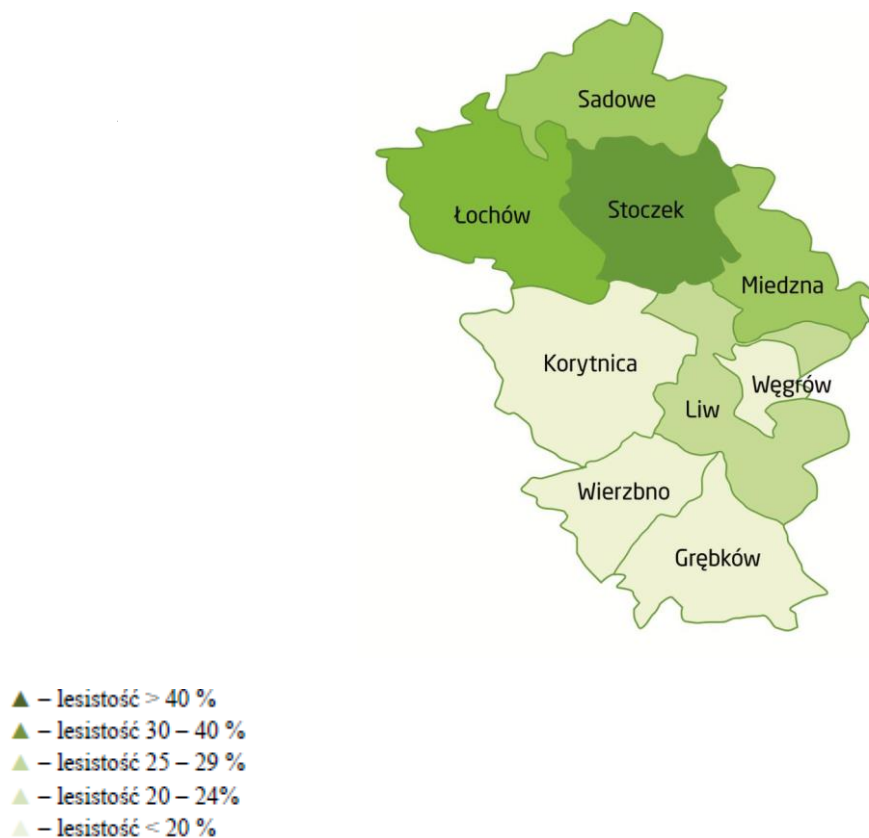 Sadowe
Łochów
Stoczek
Miedzna
Korytnica
Węgrów
Liw
Wierzbno
Grębków
▲ – lesistość > 40 %
▲ – lesistość 30 – 40 %
▲ – lesistość 25 – 29 %
▲ – lesistość 20 – 24%
▲ – lesistość < 20 %